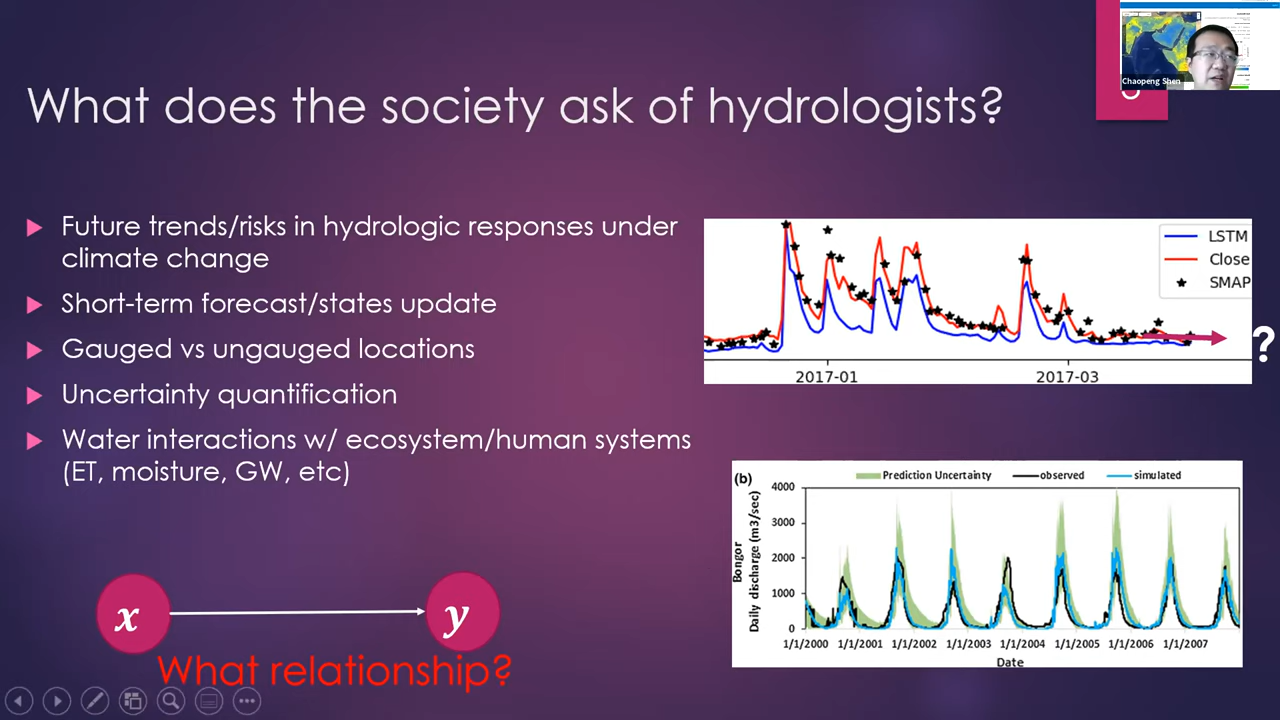 Chaopeng Shen
What does the society ask of hydrologists?
Future trends/risks in hydrologic responses under
climate change
Short-term forecast/states update
Gauged vs ungauged locations
Uncertainty quantification
Water interactions w/ ecosystem/human systems
(ET, moisture, GW, etc)
x
y
What relationship?
LSTM
Close
SMAP
?
2017-01 2017-03
(b)
Prediction Uncertainty observed simulated
Bongor
Daily discharge (m3/sec)
4000
3000
2000
1000
0
1/1/2000 1/1/2001 1/1/2002 1/1/2003 1/1/2004 1/1/2005 1/1/2006 1/1/2007
Date